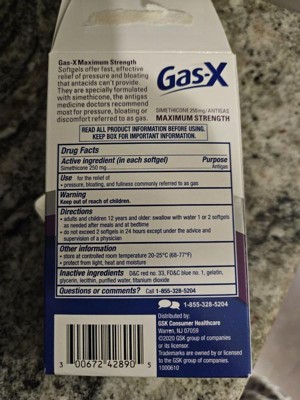 Gas-X Maximum Strength
Softgels offer fast, effective
relief of pressure and bloating
that antacids can't provide.
They are specially formulated
with simethicone, the antigas
medicine doctors recommend
most for pressure, bloating or
discomfort referred to as gas.
Gas-X
SIMETHICONE 250mg/ANTIGAS
MAXIMUM STRENGTH
READ ALL PRODUCT INFORMATION BEFORE USING.
KEEP BOX FOR IMPORTANT INFORMATION.
Drug Facts
Active ingredient (in each softgel) Purpose
Simethicone 250 mg Antigas
Use for the relief of
• pressure, bloating, and fullness commonly referred to as gas
Warning
Keep out of reach of children.
Directions
• adults and children 12 years and older: swallow with water 1 or 2 softgels
as needed after meals and at bedtime
• do not exceed 2 softgels in 24 hours except under the advice and
supervision of a physician
Other information
• store at controlled room temperature 20-25°C (68-77°F)
• protect from light, heat and moisture
Inactive ingredients D&C red no. 33, FD&C blue no. 1, gelatin,
glycerin, lecithin, purified water, titanium dioxide
Questions or comments? Call 1-855-328-5204
1-855-328-5204
Distributed by:
GSK Consumer Healthcare
Warren, NJ 07059
©2020 GSK group of companies
or its licensor.
Trademarks are owned by or licensed
to the GSK group of companies.
1000610
3 00672 42890 5